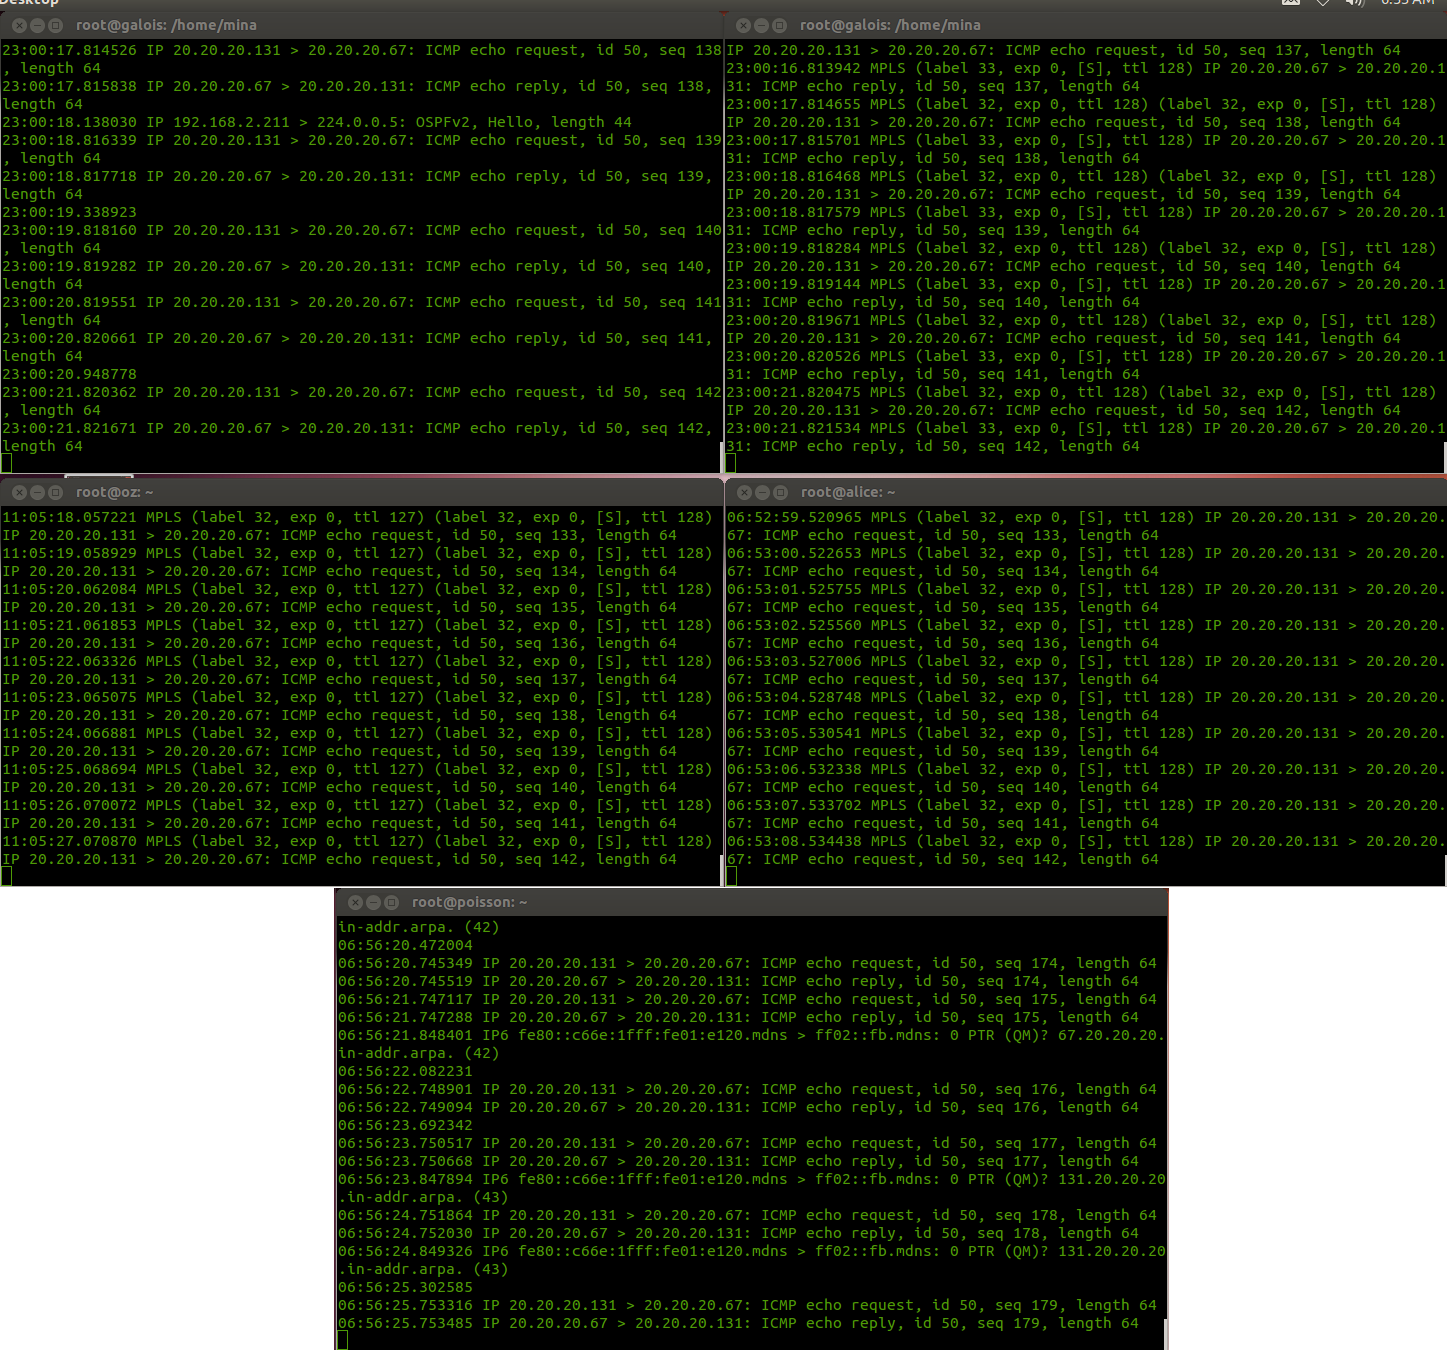 Desktop
6:55 AM
root@galois: /home/mina
23:00:17.814526 IP 20.20.20.131 > 20.20.20.67: ICMP echo request, id 50, seq 138
, length 64
23:00:17.815838 IP 20.20.20.67 > 20.20.20.131: ICMP echo reply, id 50, seq 138,
length 64
23:00:18.138030 IP 192.168.2.211 > 224.0.0.5: OSPFv2, Hello, length 44
23:00:18.816339 IP 20.20.20.131 > 20.20.20.67: ICMP echo request, id 50, seq 139
, length 64
23:00:18.817718 IP 20.20.20.67 > 20.20.20.131: ICMP echo reply, id 50, seq 139,
length 64
23:00:19.338923
23:00:19.818160 IP 20.20.20.131 > 20.20.20.67: ICMP echo request, id 50, seq 140
, length 64
23:00:19.819282 IP 20.20.20.67 > 20.20.20.131: ICMP echo reply, id 50, seq 140,
length 64
23:00:20.819551 IP 20.20.20.131 > 20.20.20.67: ICMP echo request, id 50, seq 141
, length 64
23:00:20.820661 IP 20.20.20.67 > 20.20.20.131: ICMP echo reply, id 50, seq 141,
length 64
23:00:20.948778
23:00:21.820362 IP 20.20.20.131 > 20.20.20.67: ICMP echo request, id 50, seq 142
, length 64
23:00:21.821671 IP 20.20.20.67 > 20.20.20.131: ICMP echo reply, id 50, seq 142,
length 64
root@galois: /home/mina
IP 20.20.20.131 > 20.20.20.67: ICMP echo request, id 50, seq 137, length 64
23:00:16.813942 MPLS (label 33, exp 0, [S], ttl 128) IP 20.20.20.67 > 20.20.20.1
31: ICMP echo reply, id 50, seq 137, length 64
23:00:17.814655 MPLS (label 32, exp 0, ttl 128) (label 32, exp 0, [S], ttl 128)
IP 20.20.20.131 > 20.20.20.67: ICMP echo request, id 50, seq 138, length 64
23:00:17.815701 MPLS (label 33, exp 0, [S], ttl 128) IP 20.20.20.67 > 20.20.20.1
31: ICMP echo reply, id 50, seq 138, length 64
23:00:18.816468 MPLS (label 32, exp 0, ttl 128) (label 32, exp 0, [S], ttl 128)
IP 20.20.20.131 > 20.20.20.67: ICMP echo request, id 50, seq 139, length 64
23:00:18.817579 MPLS (label 33, exp 0, [S], ttl 128) IP 20.20.20.67 > 20.20.20.1
31: ICMP echo reply, id 50, seq 139, length 64
23:00:19.818284 MPLS (label 32, exp 0, ttl 128) (label 32, exp 0, [S], ttl 128)
IP 20.20.20.131 > 20.20.20.67: ICMP echo request, id 50, seq 140, length 64
23:00:19.819144 MPLS (label 33, exp 0, [S], ttl 128) IP 20.20.20.67 > 20.20.20.1
31: ICMP echo reply, id 50, seq 140, length 64
23:00:20.819671 MPLS (label 32, exp 0, ttl 128) (label 32, exp 0, [S], ttl 128)
IP 20.20.20.131 > 20.20.20.67: ICMP echo request, id 50, seq 141, length 64
23:00:20.820526 MPLS (label 33, exp 0, [S], ttl 128) IP 20.20.20.67 > 20.20.20.1
31: ICMP echo reply, id 50, seq 141, length 64
23:00:21.820475 MPLS (label 32, exp 0, ttl 128) (label 32, exp 0, [S], ttl 128)
IP 20.20.20.131 > 20.20.20.67: ICMP echo request, id 50, seq 142, length 64
23:00:21.821534 MPLS (label 33, exp 0, [S], ttl 128) IP 20.20.20.67 > 20.20.20.1
31: ICMP echo reply, id 50, seq 142, length 64
root@oz: ~
11:05:18.057221 MPLS (label 32, exp 0, ttl 127) (label 32, exp 0, [S], ttl 128)
IP 20.20.20.131 > 20.20.20.67: ICMP echo request, id 50, seq 133, length 64
11:05:19.058929 MPLS (label 32, exp 0, ttl 127) (label 32, exp 0, [S], ttl 128)
IP 20.20.20.131 > 20.20.20.67: ICMP echo request, id 50, seq 134, length 64
11:05:20.062084 MPLS (label 32, exp 0, ttl 127) (label 32, exp 0, [S], ttl 128)
IP 20.20.20.131 > 20.20.20.67: ICMP echo request, id 50, seq 135, length 64
11:05:21.061853 MPLS (label 32, exp 0, ttl 127) (label 32, exp 0, [S], ttl 128)
IP 20.20.20.131 > 20.20.20.67: ICMP echo request, id 50, seq 136, length 64
11:05:22.063326 MPLS (label 32, exp 0, ttl 127) (label 32, exp 0, [S], ttl 128)
IP 20.20.20.131 > 20.20.20.67: ICMP echo request, id 50, seq 137, length 64
11:05:23.065075 MPLS (label 32, exp 0, ttl 127) (label 32, exp 0, [S], ttl 128)
IP 20.20.20.131 > 20.20.20.67: ICMP echo request, id 50, seq 138, length 64
11:05:24.066881 MPLS (label 32, exp 0, ttl 127) (label 32, exp 0, [S], ttl 128)
IP 20.20.20.131 > 20.20.20.67: ICMP echo request, id 50, seq 139, length 64
11:05:25.068694 MPLS (label 32, exp 0, ttl 127) (label 32, exp 0, [S], ttl 128)
IP 20.20.20.131 > 20.20.20.67: ICMP echo request, id 50, seq 140, length 64
11:05:26.070072 MPLS (label 32, exp 0, ttl 127) (label 32, exp 0, [S], ttl 128)
IP 20.20.20.131 > 20.20.20.67: ICMP echo request, id 50, seq 141, length 64
11:05:27.070870 MPLS (label 32, exp 0, ttl 127) (label 32, exp 0, [S], ttl 128)
IP 20.20.20.131 > 20.20.20.67: ICMP echo request, id 50, seq 142, length 64
root@alice: ~
06:52:59.520965 MPLS (label 32, exp 0, [S], ttl 128) IP 20.20.20.131 > 20.20.20.
67: ICMP echo request, id 50, seq 133, length 64
06:53:00.522653 MPLS (label 32, exp 0, [S], ttl 128) IP 20.20.20.131 > 20.20.20.
67: ICMP echo request, id 50, seq 134, length 64
06:53:01.525755 MPLS (label 32, exp 0, [S], ttl 128) IP 20.20.20.131 > 20.20.20.
67: ICMP echo request, id 50, seq 135, length 64
06:53:02.525560 MPLS (label 32, exp 0, [S], ttl 128) IP 20.20.20.131 > 20.20.20.
67: ICMP echo request, id 50, seq 136, length 64
06:53:03.527006 MPLS (label 32, exp 0, [S], ttl 128) IP 20.20.20.131 > 20.20.20.
67: ICMP echo request, id 50, seq 137, length 64
06:53:04.528748 MPLS (label 32, exp 0, [S], ttl 128) IP 20.20.20.131 > 20.20.20.
67: ICMP echo request, id 50, seq 138, length 64
06:53:05.530541 MPLS (label 32, exp 0, [S], ttl 128) IP 20.20.20.131 > 20.20.20.
67: ICMP echo request, id 50, seq 139, length 64
06:53:06.532338 MPLS (label 32, exp 0, [S], ttl 128) IP 20.20.20.131 > 20.20.20.
67: ICMP echo request, id 50, seq 140, length 64
06:53:07.533702 MPLS (label 32, exp 0, [S], ttl 128) IP 20.20.20.131 > 20.20.20.
67: ICMP echo request, id 50, seq 141, length 64
06:53:08.534438 MPLS (label 32, exp 0, [S], ttl 128) IP 20.20.20.131 > 20.20.20.
67: ICMP echo request, id 50, seq 142, length 64
root@poisson: ~
in-addr.arpa. (42)
06:56:20.472004
06:56:20.745349 IP 20.20.20.131 > 20.20.20.67: ICMP echo request, id 50, seq 174, length 64
06:56:20.745519 IP 20.20.20.67 > 20.20.20.131: ICMP echo reply, id 50, seq 174, length 64
06:56:21.747117 IP 20.20.20.131 > 20.20.20.67: ICMP echo request, id 50, seq 175, length 64
06:56:21.747288 IP 20.20.20.67 > 20.20.20.131: ICMP echo reply, id 50, seq 175, length 64
06:56:21.848401 IP6 fe80::c66e:1fff:fe01:e120.mdns > ff02::fb.mdns: 0 PTR (QM)? 67.20.20.20.
in-addr.arpa. (42)
06:56:22.082231
06:56:22.748901 IP 20.20.20.131 > 20.20.20.67: ICMP echo request, id 50, seq 176, length 64
06:56:22.749094 IP 20.20.20.67 > 20.20.20.131: ICMP echo reply, id 50, seq 176, length 64
06:56:23.692342
06:56:23.750517 IP 20.20.20.131 > 20.20.20.67: ICMP echo request, id 50, seq 177, length 64
06:56:23.750668 IP 20.20.20.67 > 20.20.20.131: ICMP echo reply, id 50, seq 177, length 64
06:56:23.847894 IP6 fe80::c66e:1fff:fe01:e120.mdns > ff02::fb.mdns: 0 PTR (QM)? 131.20.20.20
.in-addr.arpa. (43)
06:56:24.751864 IP 20.20.20.131 > 20.20.20.67: ICMP echo request, id 50, seq 178, length 64
06:56:24.752030 IP 20.20.20.67 > 20.20.20.131: ICMP echo reply, id 50, seq 178, length 64
06:56:24.849326 IP6 fe80::c66e:1fff:fe01:e120.mdns > ff02::fb.mdns: 0 PTR (QM)? 131.20.20.20
.in-addr.arpa. (43)
06:56:25.302585
06:56:25.753316 IP 20.20.20.131 > 20.20.20.67: ICMP echo request, id 50, seq 179, length 64
06:56:25.753485 IP 20.20.20.67 > 20.20.20.131: ICMP echo reply, id 50, seq 179, length 64